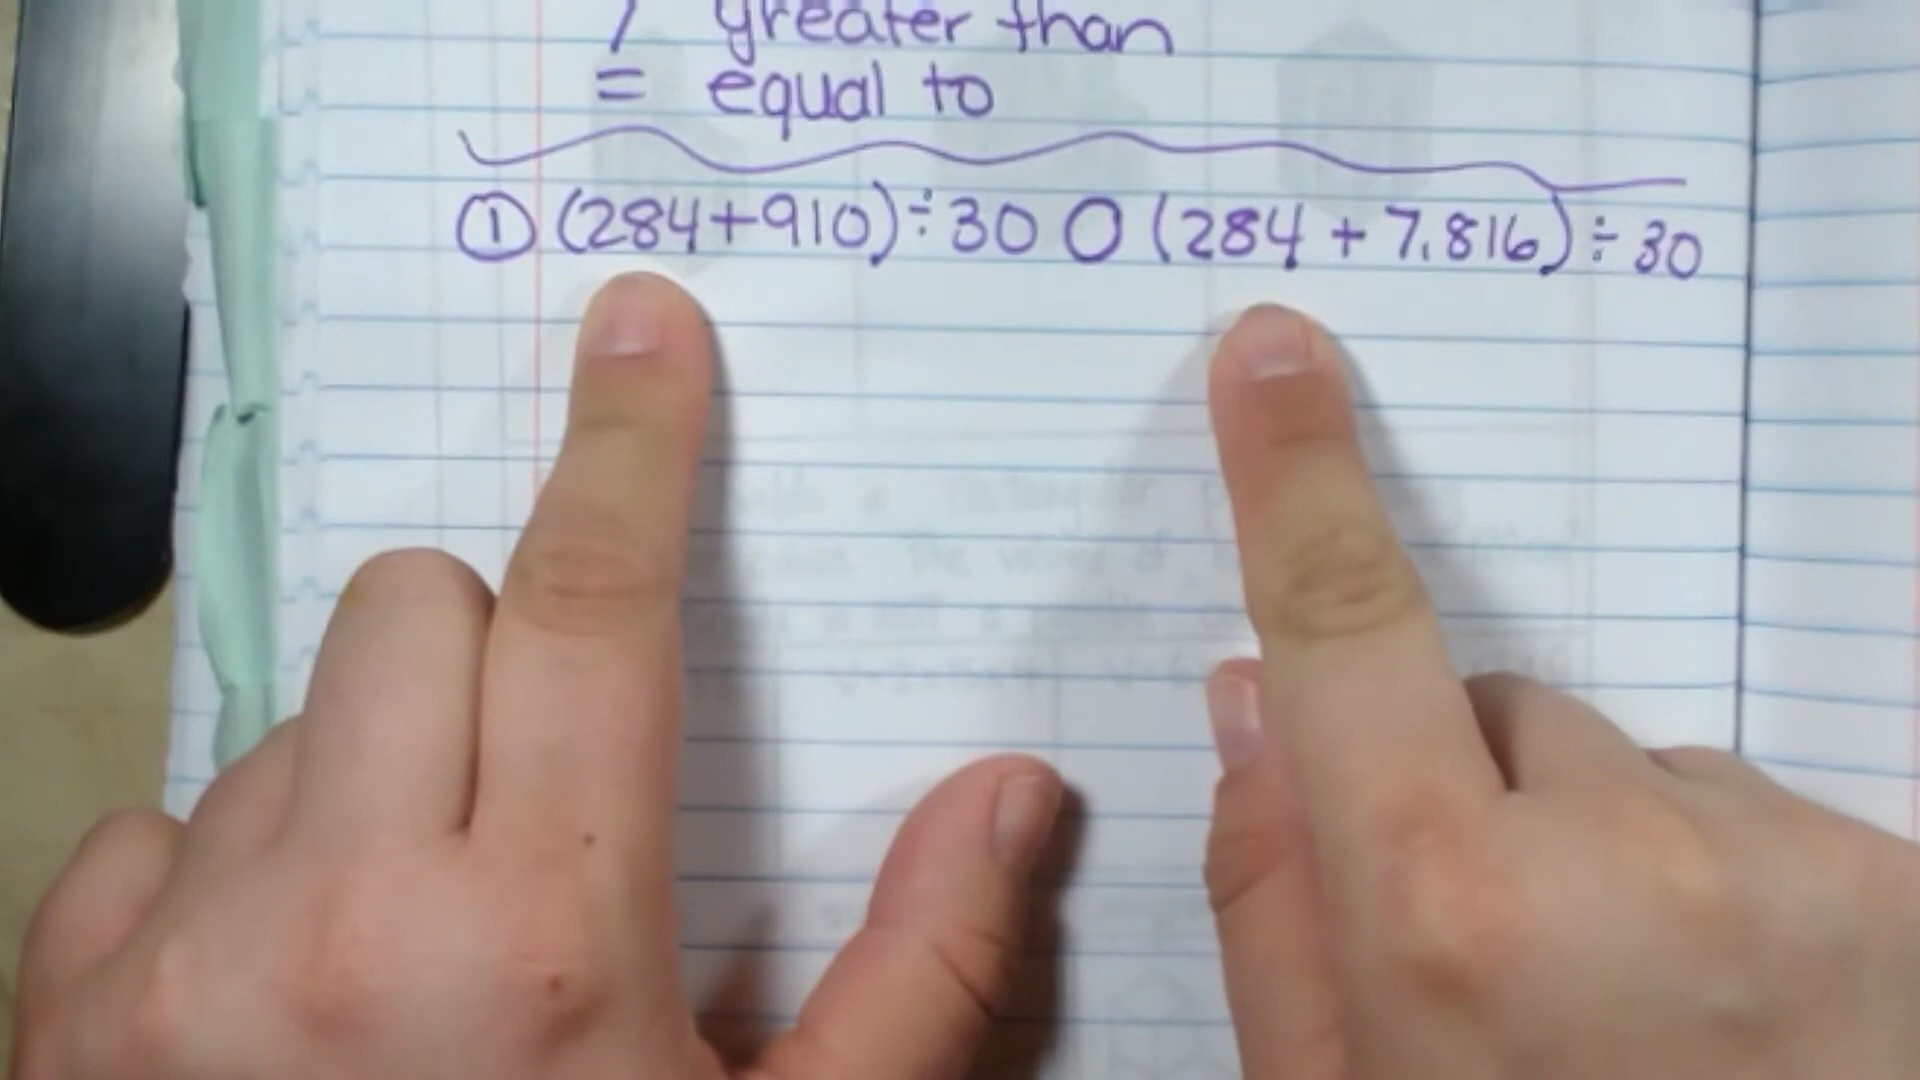 > greater than
= equal to
① (284+910)÷30 ○ (284 + 7.816) ÷ 30